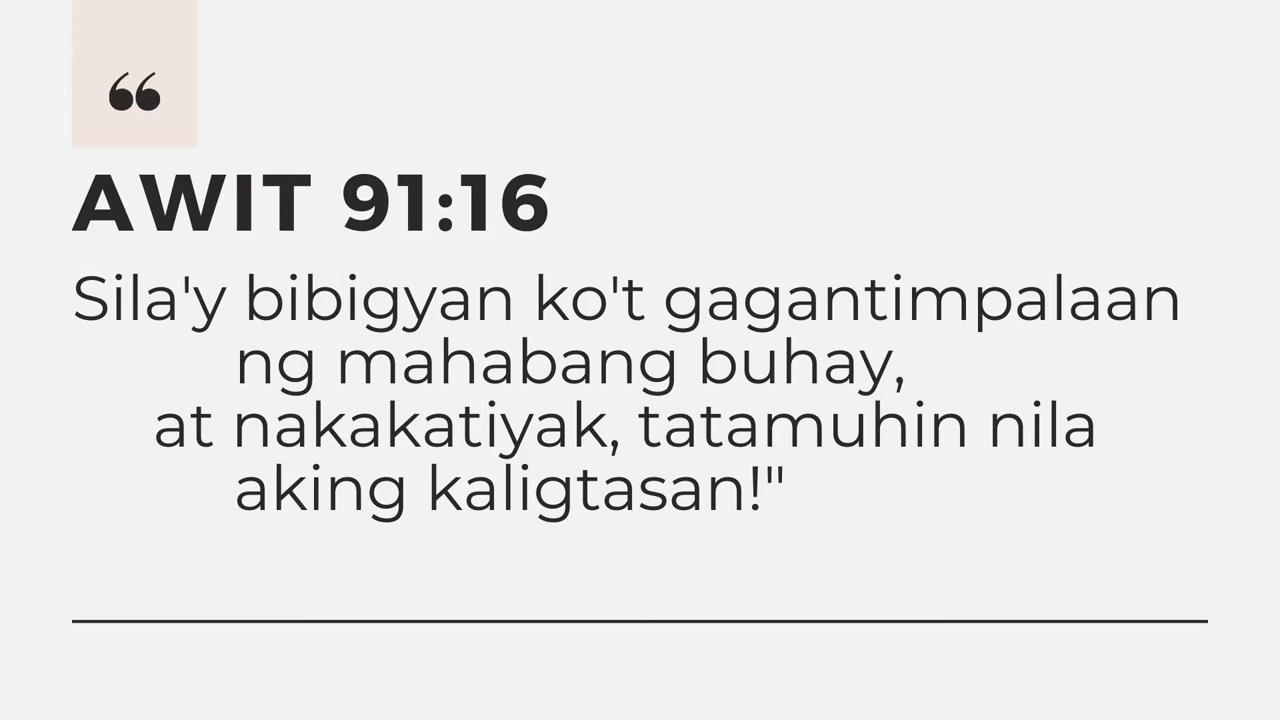 “
AWIT 91:16
Sila'y bibigyan ko't gagantimpalaan
ng mahabang buhay,
at nakakatiyak, tatamuhin nila
aking kaligtasan!"